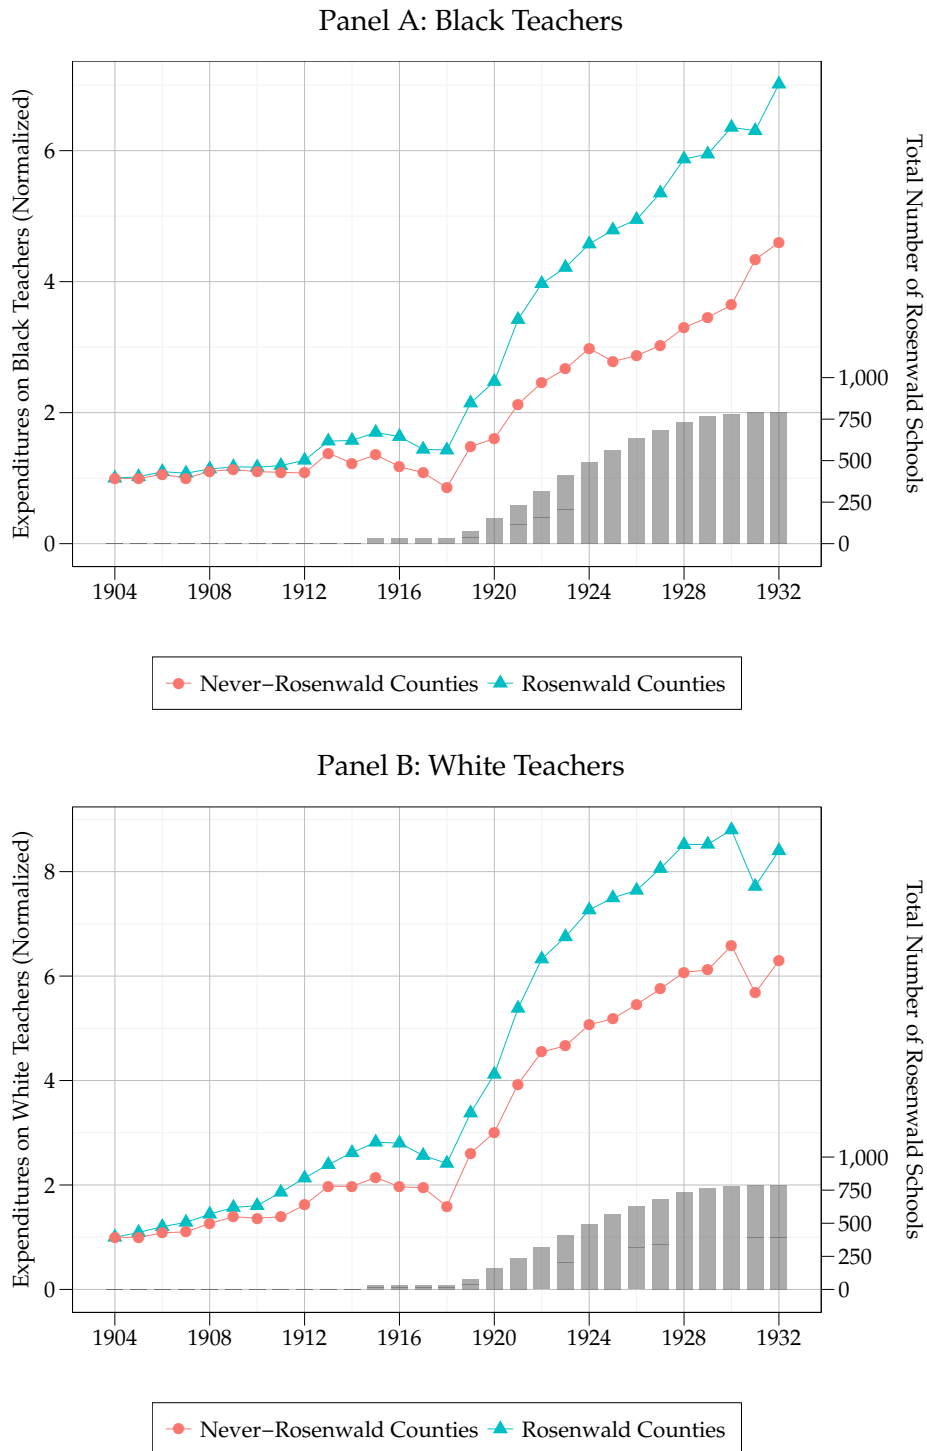 Panel A: Black Teachers
Expenditures on Black Teachers (Normalized)
6
4
2
0
Total Number of Rosenwald Schools
1,000
750
500
250
0
1904 1908 1912 1916 1920 1924 1928 1932
Never−Rosenwald Counties Rosenwald Counties
Panel B: White Teachers
Expenditures on White Teachers (Normalized)
8
6
4
2
0
Total Number of Rosenwald Schools
1,000
750
500
250
0
1904 1908 1912 1916 1920 1924 1928 1932
Never−Rosenwald Counties Rosenwald Counties